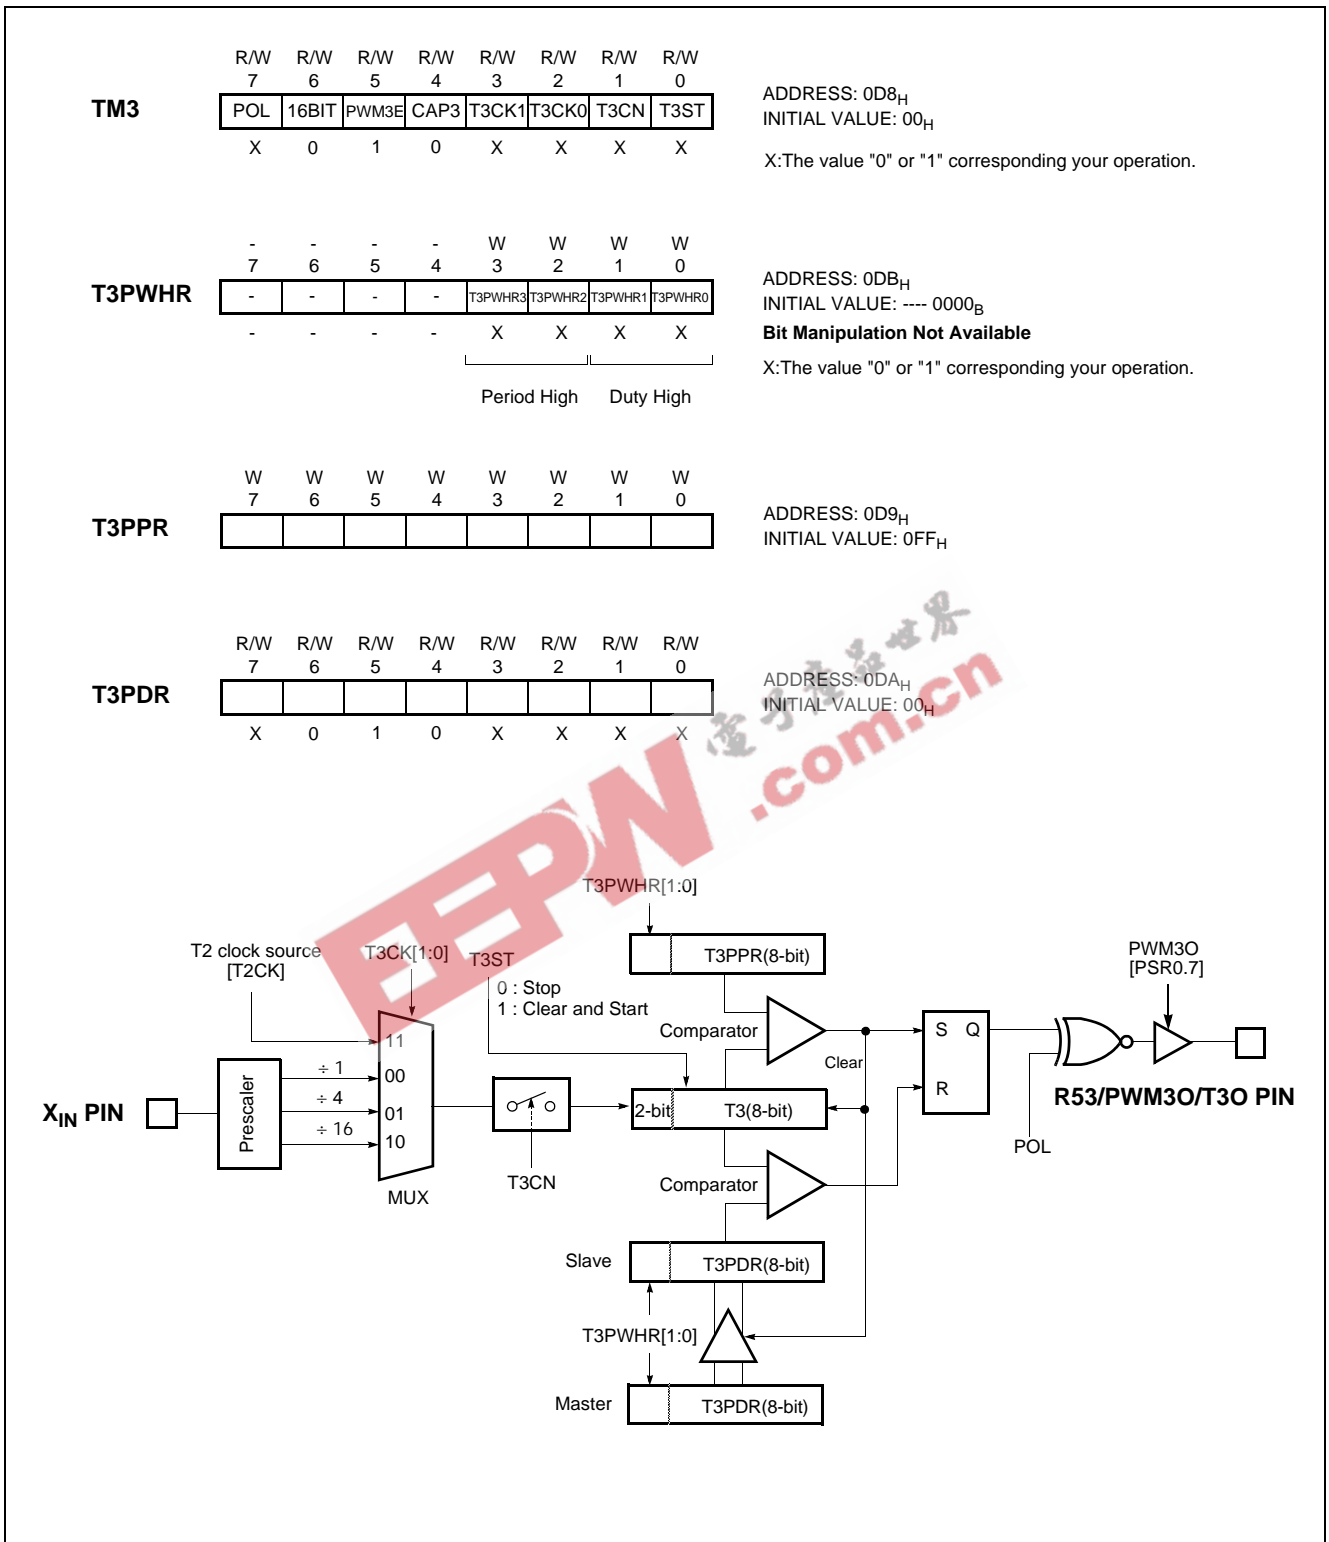 R/W R/W R/W R/W R/W R/W R/W R/W
7 6 5 4 3 2 1 0
TM3 POL 16BIT PWM3E CAP3 T3CK1 T3CK0 T3CN T3ST
X 0 1 0 X X X X
ADDRESS: 0D8H
INITIAL VALUE: 00H
X:The value "0" or "1" corresponding your operation.
- - - - W W W W
7 6 5 4 3 2 1 0
T3PWHR - - - - T3PWHR3 T3PWHR2 T3PWHR1 T3PWHR0
- - - - X X X X
Period High Duty High
ADDRESS: 0DBH
INITIAL VALUE: ---- 0000B
Bit Manipulation Not Available
X:The value "0" or "1" corresponding your operation.
W W W W W W W W
7 6 5 4 3 2 1 0
T3PPR
ADDRESS: 0D9H
INITIAL VALUE: 0FFH
R/W R/W R/W R/W R/W R/W R/W R/W
7 6 5 4 3 2 1 0
T3PDR
X 0 1 0 X X X X
ADDRESS: 0DAH
INITIAL VALUE: 00H
EEPW
電子產品世界
.com.cn
T3PWHR[1:0]
T3PPR(8-bit)
T2 clock source
[T2CK]
T3CK[1:0]
T3ST
0 : Stop
1 : Clear and Start
PWM3O
[PSR0.7]
Comparator
Clear
S Q
R
11
÷ 1 00
÷ 4 01
÷ 16 10
XIN PIN
Prescaler
MUX
T3CN
2-bit T3(8-bit)
POL
R53/PWM3O/T3O PIN
Comparator
Slave T3PDR(8-bit)
T3PWHR[1:0]
Master T3PDR(8-bit)